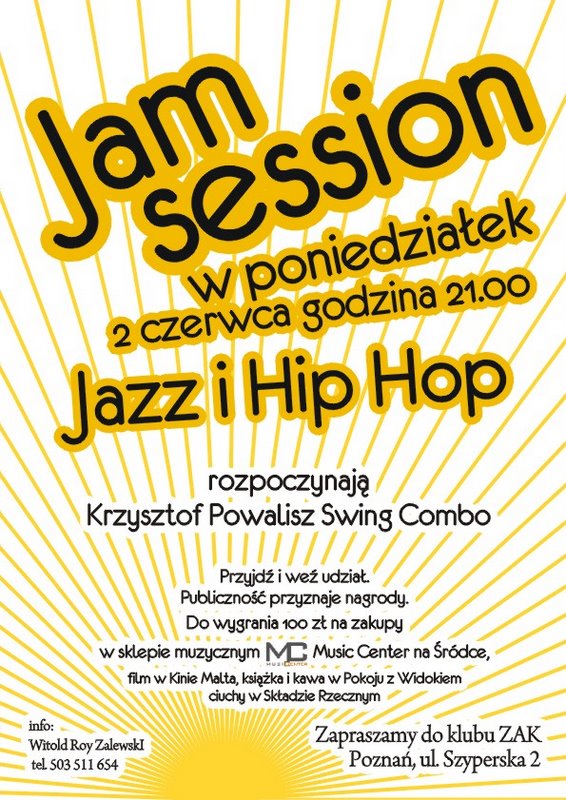 Jam
session
w poniedziałek
2 czerwca godzina 21.00
Jazz i Hip Hop
rozpoczynają
Krzysztof Powalisz Swing Combo
Przyjdź i weź udział.
Publiczność przyznaje nagrody.
Do wygrania 100 zł na zakupy
w sklepie muzycznym MC MUSIC CENTER Music Center na Śródce,
film w Kinie Malta, książka i kawa w Pokoju z Widokiem
ciuchy w Składzie Rzecznym
info:
Witold Roy ZalewskI
tel. 503 511 654
Zapraszamy do klubu ZAK
Poznań, ul. Szyperska 2